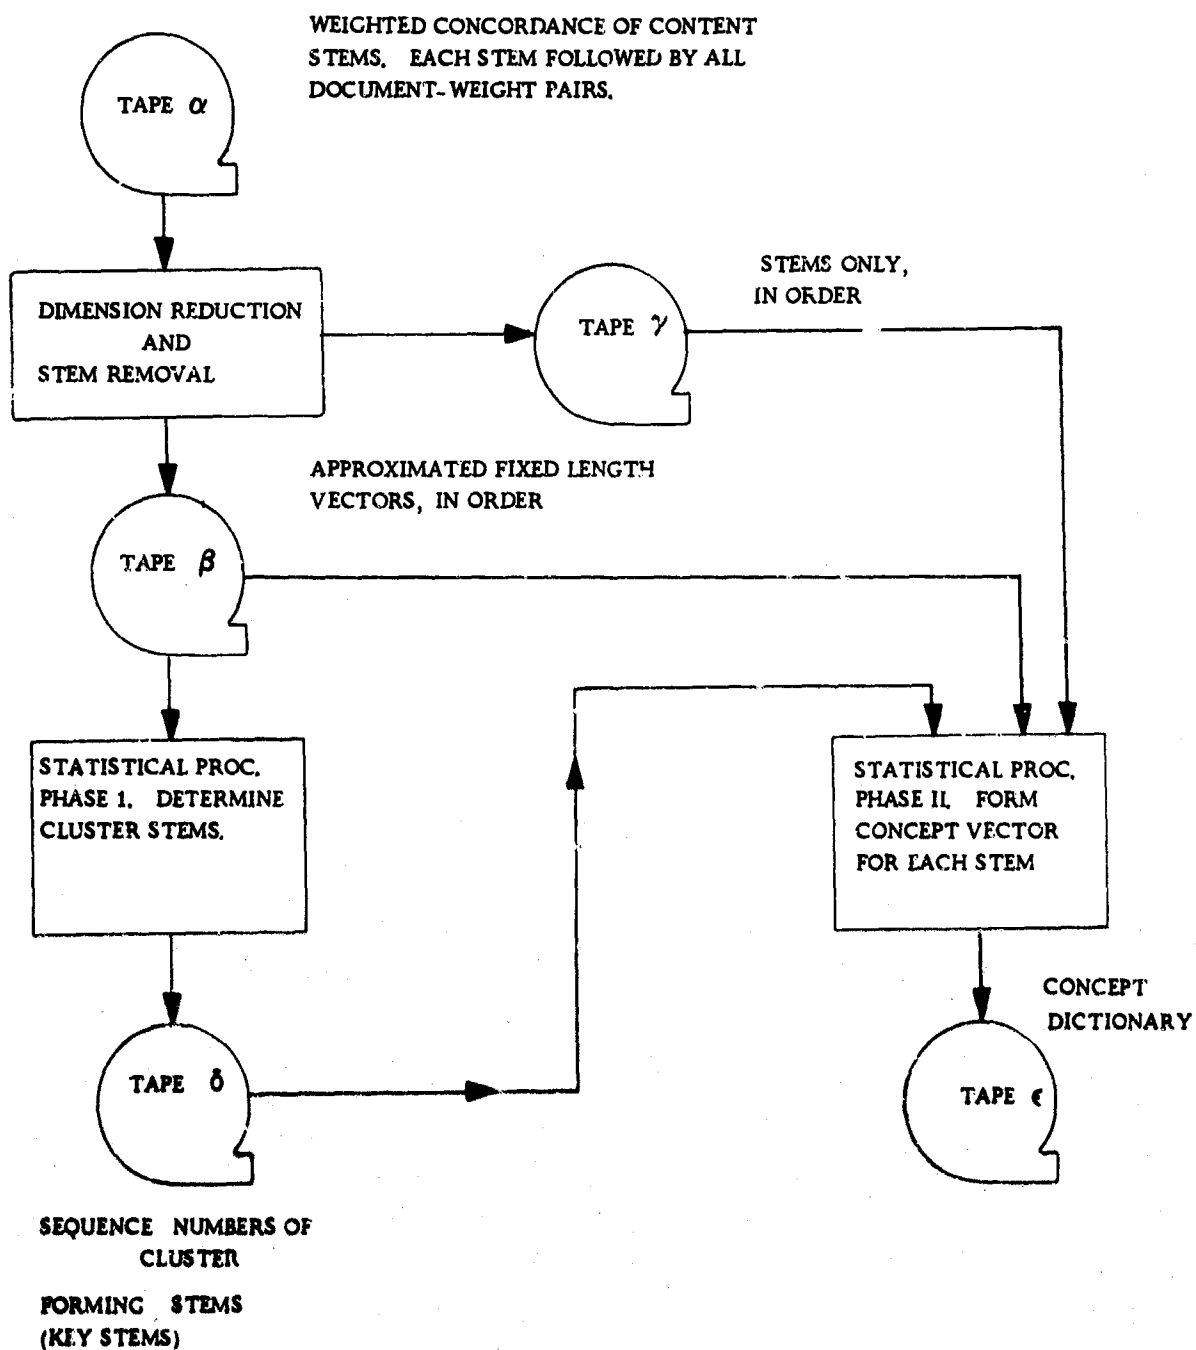 WEIGHTED CONCORDANCE OF CONTENT
STEMS. EACH STEM FOLLOWED BY ALL
DOCUMENT-WEIGHT PAIRS.
TAPE α
DIMENSION REDUCTION
AND
STEM REMOVAL
TAPE γ
STEMS ONLY,
IN ORDER
APPROXIMATED FIXED LENGTH
VECTORS, IN ORDER
TAPE β
STATISTICAL PROC.
PHASE 1. DETERMINE
CLUSTER STEMS.
STATISTICAL PROC.
PHASE II. FORM
CONCEPT VECTOR
FOR EACH STEM
TAPE δ
CONCEPT
DICTIONARY
TAPE ϵ
SEQUENCE NUMBERS OF
CLUSTER
FORMING STEMS
(KEY STEMS)